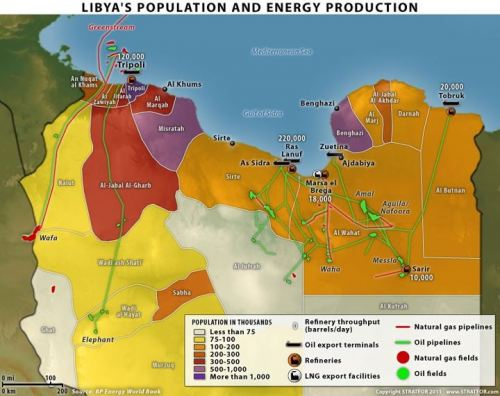 LIBYA'S POPULATION AND ENERGY PRODUCTION
Greenstream
Mediterranean Sea
120,000
Tripoli
An Nuqat
al Khams
Az
Zawiyah
Al
Jifarah
Tripoli
Al Khums
Al
Marqab
Misratah
Gulf of Sidra
Benghazi
Benghazi
Al
Marj
Al-Jabal
Al-Akhdar
Darnah
20,000
Tobruk
Sirte
220,000
Ras
Lanuf
As Sidra
Zuetina
Ajdabiya
Marsa el
Brega
18,000
Sirte
Nalut
Al-Jabal Al-Gharb
Amal
Aquila/
Nafoora
Al Butnan
Wafa
Al Wahat
Wadi ash Shati'
Al Jufrah
Waha
Messla
Sarir
10,000
Sabha
Wadi
al Hayat
Ghat
Al Kufrah
Elephant
Murzuq
POPULATION IN THOUSANDS
Less than 75
75-100
100-200
200-300
300-500
500-1,000
More than 1,000
Refinery throughput
(barrels/day)
Oil export terminals
Refineries
LNG export facilities
Natural gas pipelines
Oil pipelines
Natural gas fields
Oil fields
0 mi 100
0 km 100
Source: BP Energy World Book
Copyright STRATFOR 2011 www.STRATFOR.com